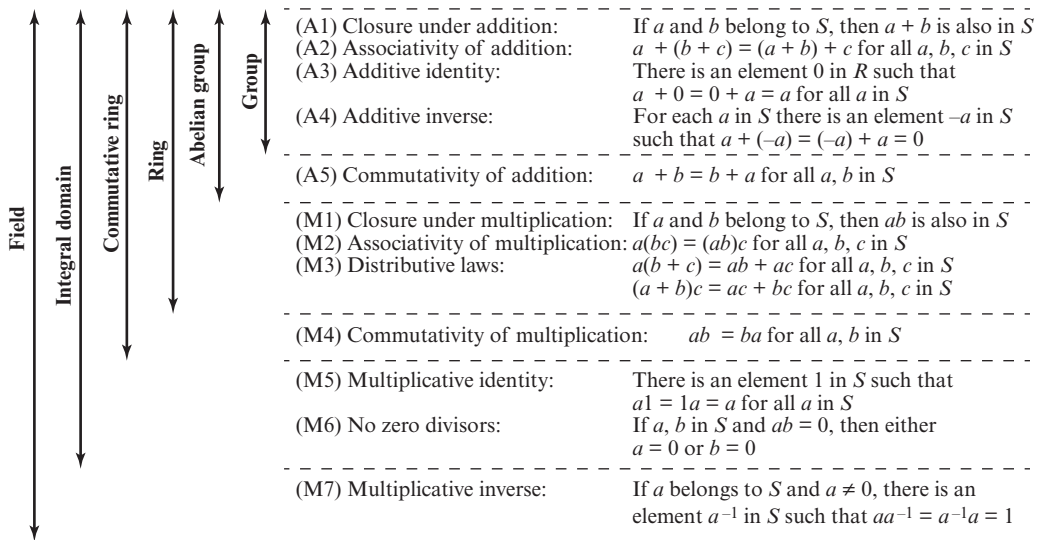 Field
Integral domain
Commutative ring
Ring
Abelian group
Group
(A1) Closure under addition: If a and b belong to S, then a + b is also in S
(A2) Associativity of addition: a + (b + c) = (a + b) + c for all a, b, c in S
(A3) Additive identity: There is an element 0 in R such that
a + 0 = 0 + a = a for all a in S
(A4) Additive inverse: For each a in S there is an element –a in S
such that a + (–a) = (–a) + a = 0
(A5) Commutativity of addition: a + b = b + a for all a, b in S
(M1) Closure under multiplication: If a and b belong to S, then ab is also in S
(M2) Associativity of multiplication: a(bc) = (ab)c for all a, b, c in S
(M3) Distributive laws: a(b + c) = ab + ac for all a, b, c in S
(a + b)c = ac + bc for all a, b, c in S
(M4) Commutativity of multiplication: ab = ba for all a, b in S
(M5) Multiplicative identity: There is an element 1 in S such that
a1 = 1a = a for all a in S
(M6) No zero divisors: If a, b in S and ab = 0, then either
a = 0 or b = 0
(M7) Multiplicative inverse: If a belongs to S and a ≠ 0, there is an
element a⁻¹ in S such that aa⁻¹ = a⁻¹a = 1